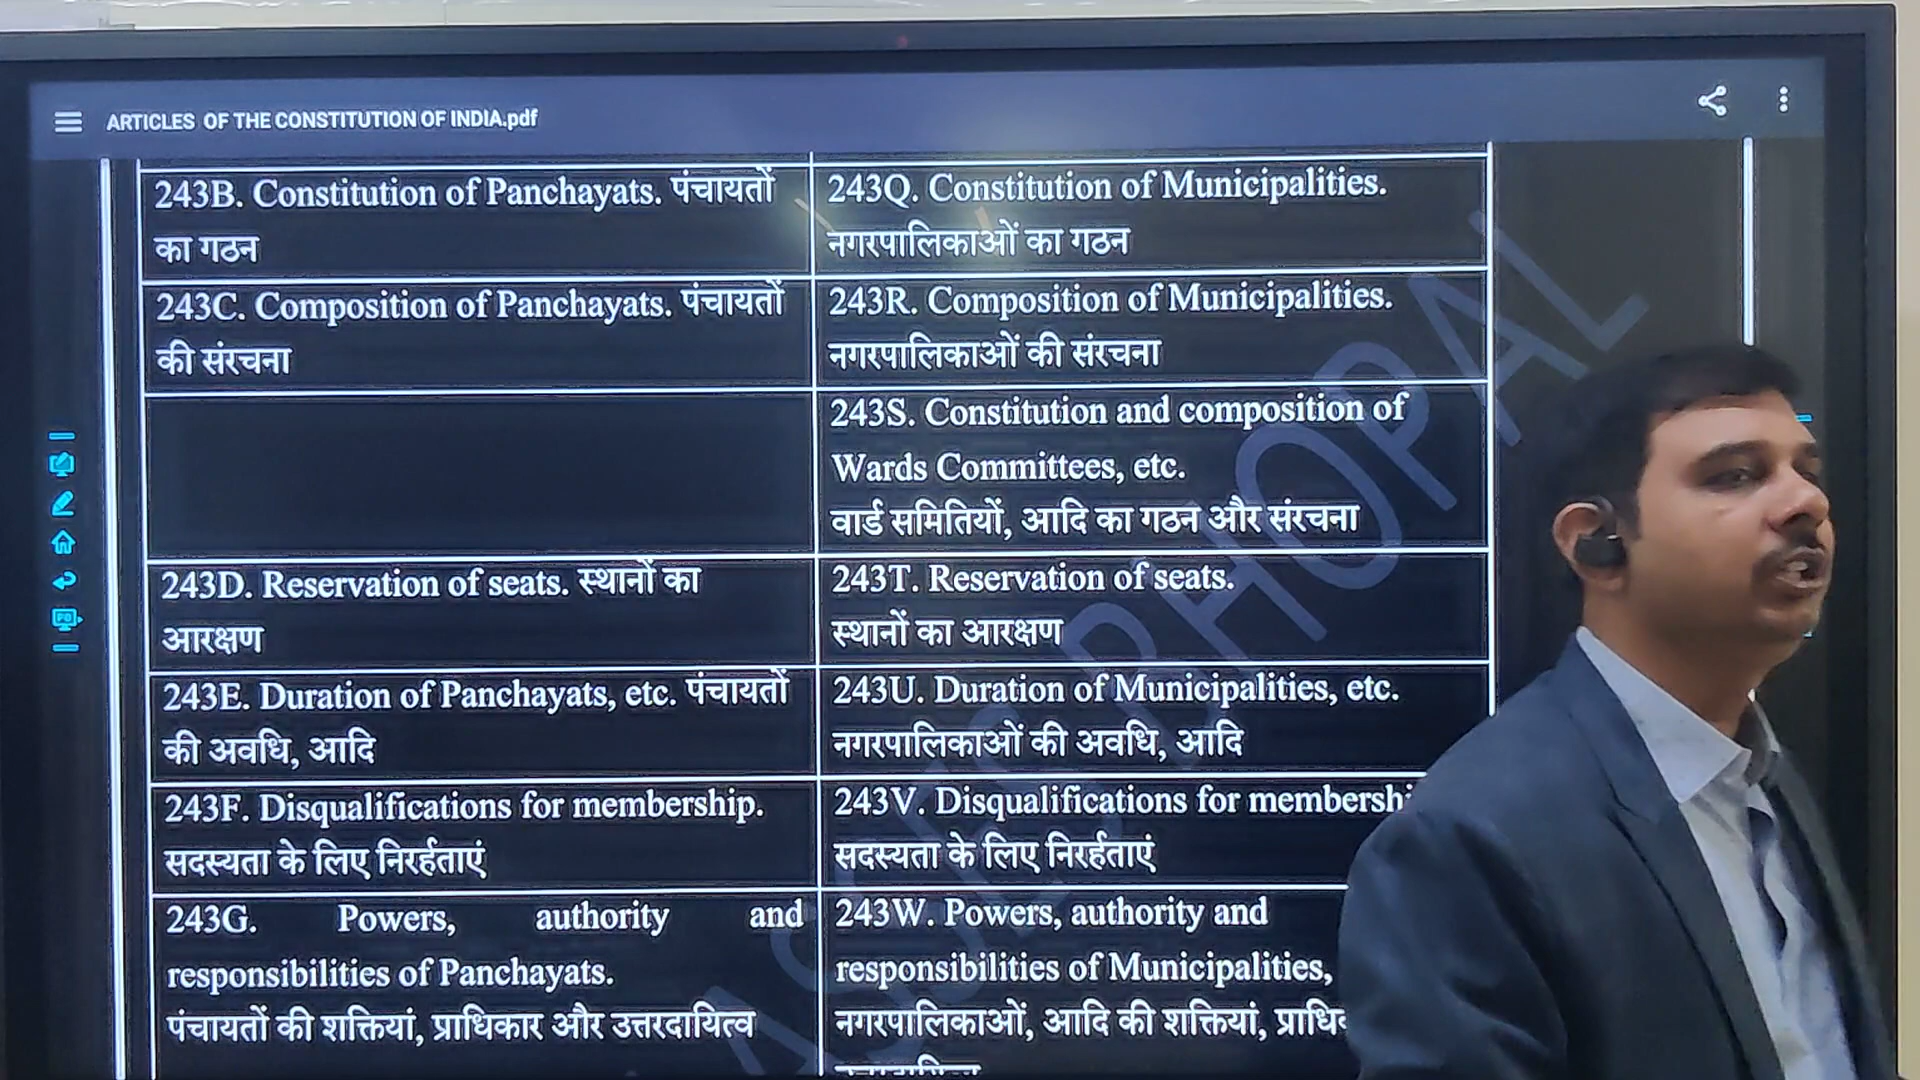 ARTICLES OF THE CONSTITUTION OF INDIA.pdf
243B. Constitution of Panchayats. पंचायतों
का गठन
243Q. Constitution of Municipalities.
नगरपालिकाओं का गठन
243C. Composition of Panchayats. पंचायतों
की संरचना
243R. Composition of Municipalities.
नगरपालिकाओं की संरचना
243S. Constitution and composition of
Wards Committees, etc.
वार्ड समितियों, आदि का गठन और संरचना
243D. Reservation of seats. स्थानों का
आरक्षण
243T. Reservation of seats.
स्थानों का आरक्षण
243E. Duration of Panchayats, etc. पंचायतों
की अवधि, आदि
243U. Duration of Municipalities, etc.
नगरपालिकाओं की अवधि, आदि
243F. Disqualifications for membership.
सदस्यता के लिए निरर्हताएं
243V. Disqualifications for
सदस्यता के लिए निरर्हताएं
243G. Powers, authority and
responsibilities of Panchayats.
पंचायतों की शक्तियां, प्राधिकार और उत्तरदायित्व
243W. Powers, authority and
responsibilities of Municipalities,
नगरपालिकाओं, आदि की शक्तियां,
BHOPAL